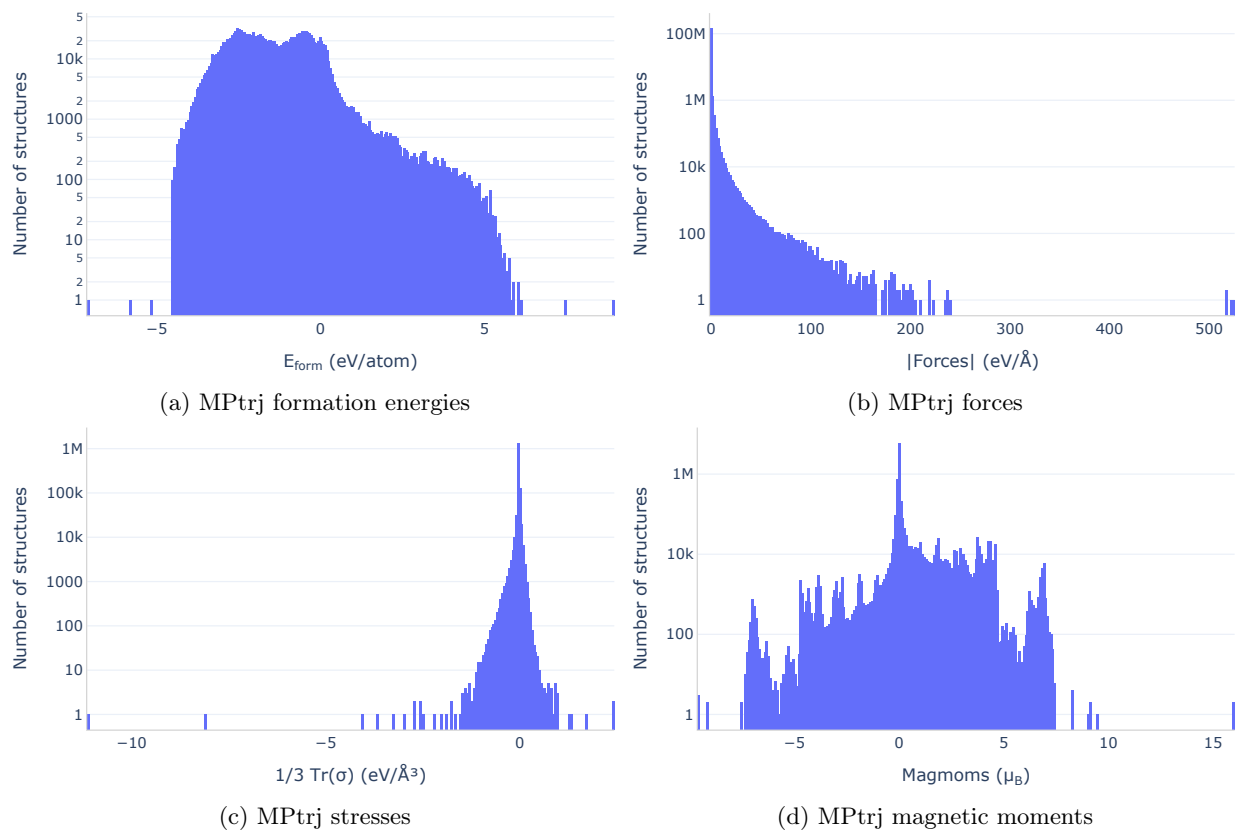 Number of structures
5
2
10k
5
2
1000
5
2
100
5
2
10
5
2
1
−5 0 5
E_form (eV/atom)
(a) MPtrj formation energies
Number of structures
100M
1M
10k
100
1
0 100 200 300 400 500
|Forces| (eV/Å)
(b) MPtrj forces
Number of structures
1M
100k
10k
1000
100
10
1
−10 −5 0
1/3 Tr(σ) (eV/Å³)
(c) MPtrj stresses
Number of structures
1M
10k
100
1
−5 0 5 10 15
Magmoms (μ_B)
(d) MPtrj magnetic moments